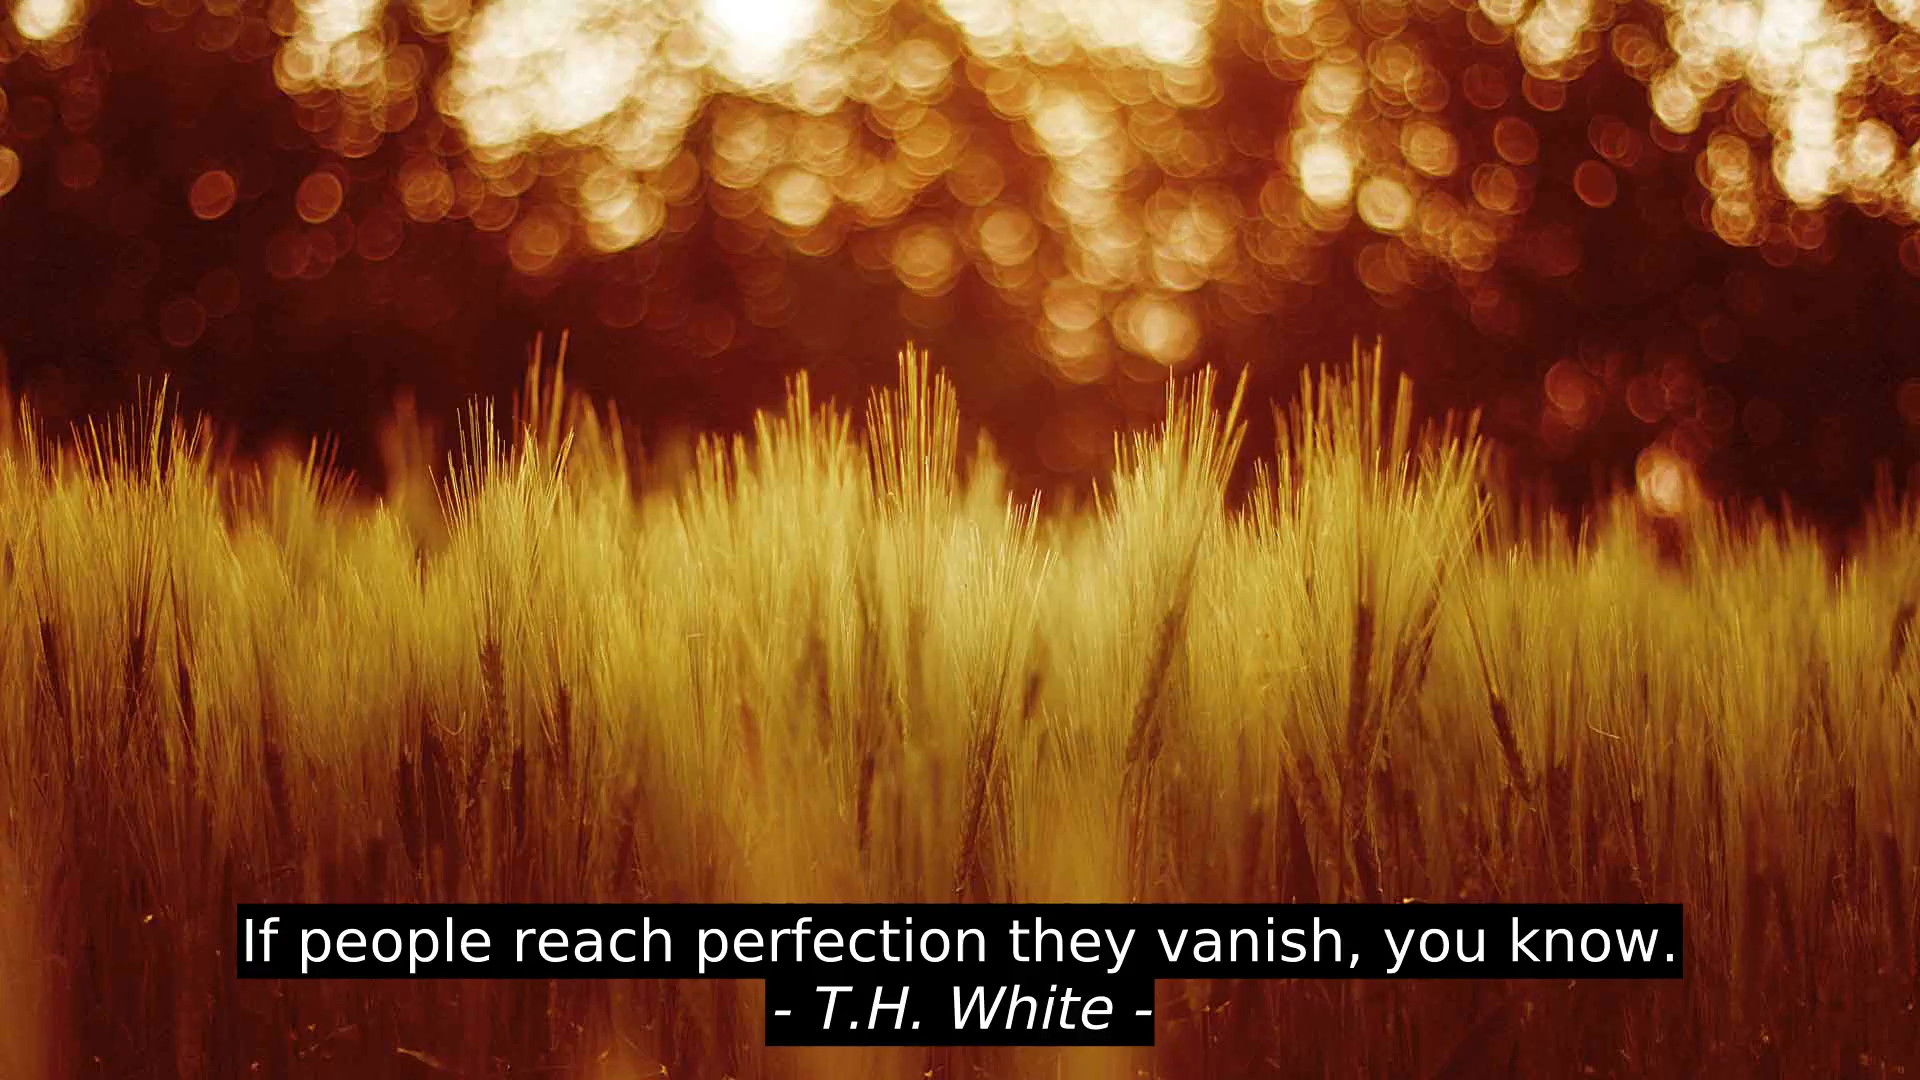 If people reach perfection they vanish, you know.
- T.H. White -